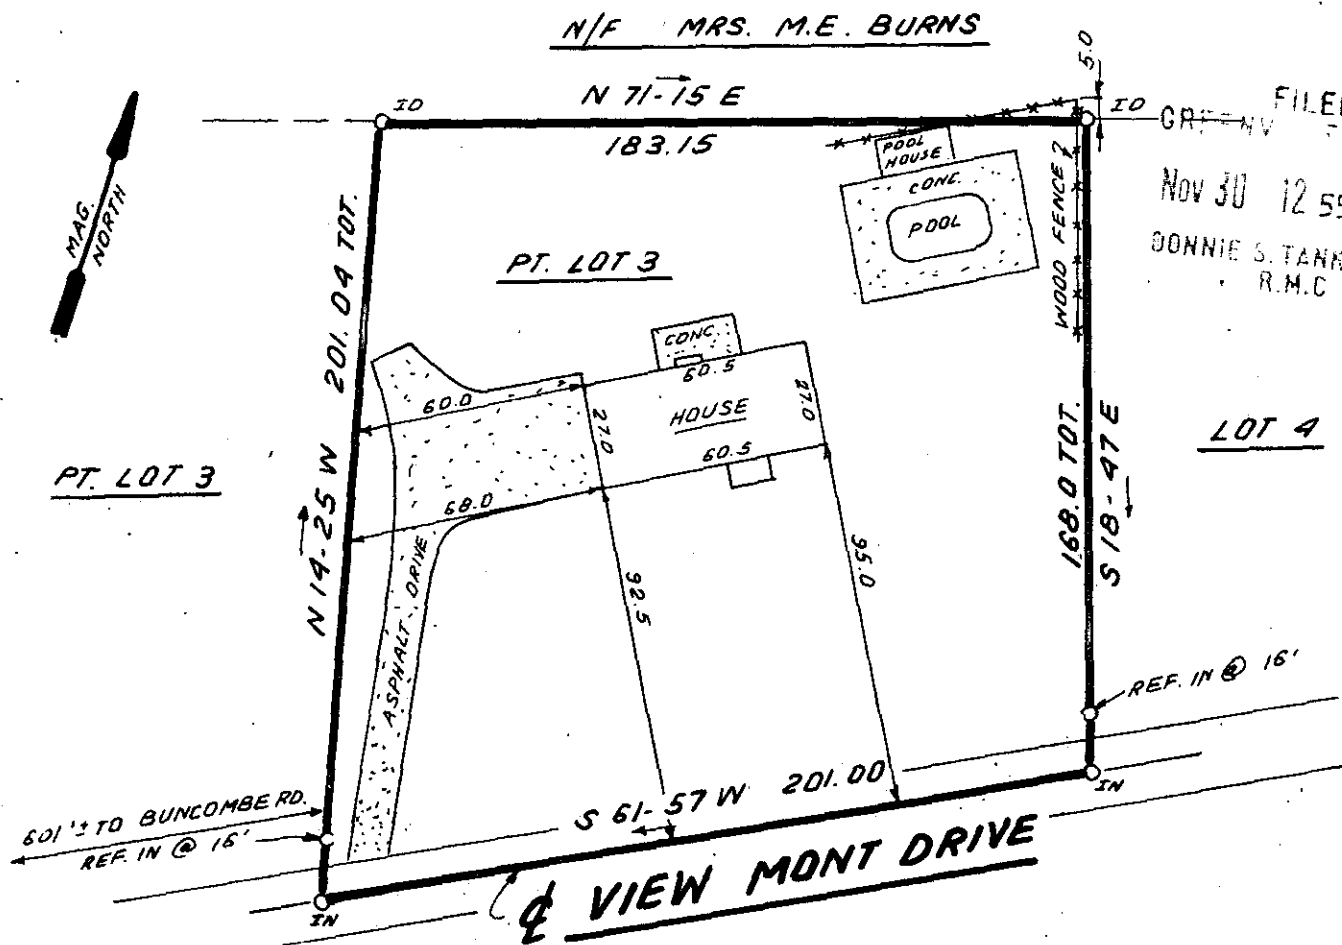 N/F MRS. M.E. BURNS
5.0
N 71-15 E
IO
IO
FILE
183.15
POOL
HOUSE
CONC.
POOL
WOOD FENCE ?
Nov 30 12 55
DONNIE S. TANN
R.M.C
MAG.
NORTH
PT. LOT 3
N 14-25 W 201.04 TOT.
CONC.
60.5
60.0
27.0
HOUSE
27.0
60.5
68.0
PT. LOT 3
LOT 4
168.0 TOT.
S 18-47 E
ASPHALT DRIVE
92.5
95.0
REF. IN @ 16'
601'± TO BUNCOMBE RD.
REF. IN @ 16'
S 61-57 W 201.00
IN
IN
℄ VIEW MONT DRIVE